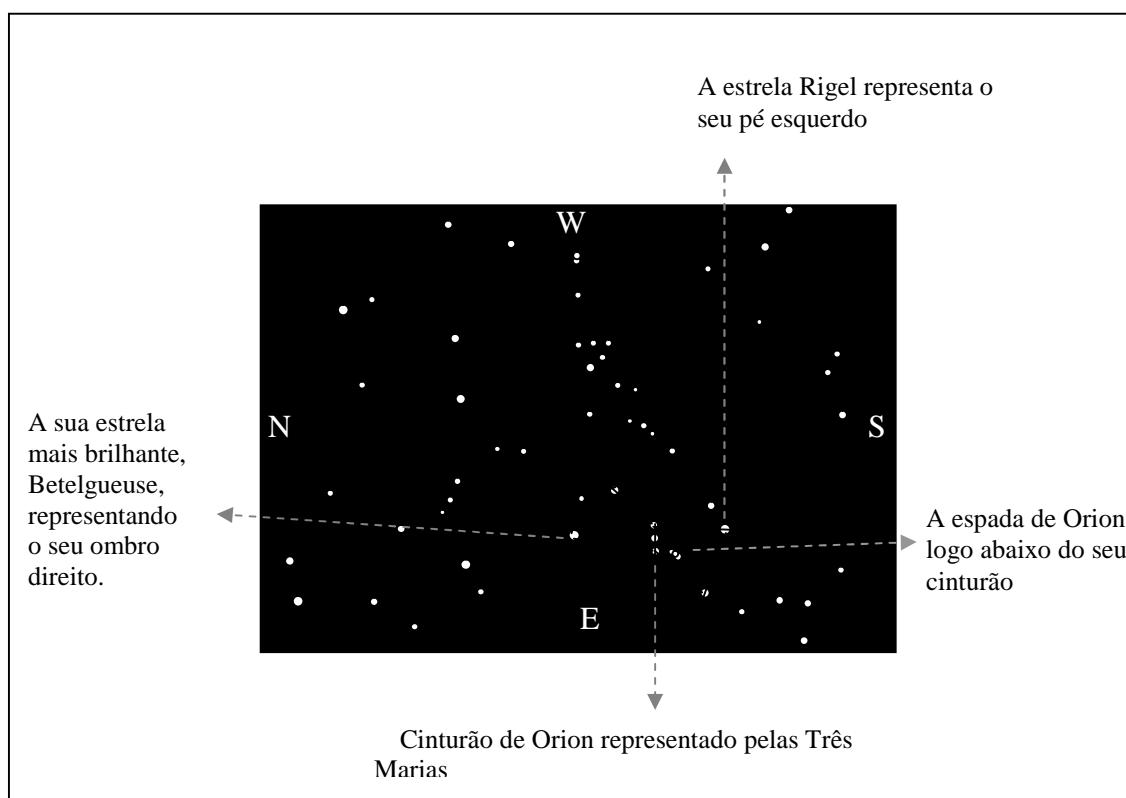 A estrela Rigel representa o
seu pé esquerdo
W
N
S
A sua estrela
mais brilhante,
Betelgueuse,
representando
o seu ombro
direito.
A espada de Orion
logo abaixo do seu
cinturão
E
Cinturão de Orion representado pelas Três
Marias